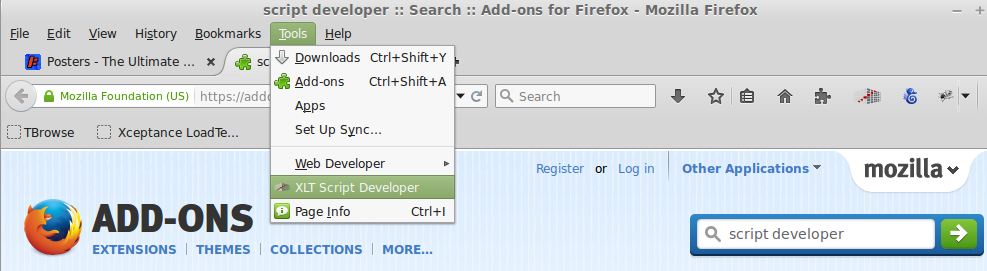 script developer :: Search :: Add-ons for Firefox - Mozilla Firefox
File Edit View History Bookmarks Tools Help
Posters - The Ultimate ...
Downloads Ctrl+Shift+Y
Add-ons Ctrl+Shift+A
Apps
Set Up Sync...
Web Developer
XLT Script Developer
Page Info Ctrl+I
Mozilla Foundation (US) https://addo
Search
TBrowse Xceptance LoadTe...
Register or Log in Other Applications
mozilla
ADD-ONS
EXTENSIONS | THEMES | COLLECTIONS | MORE...
script developer